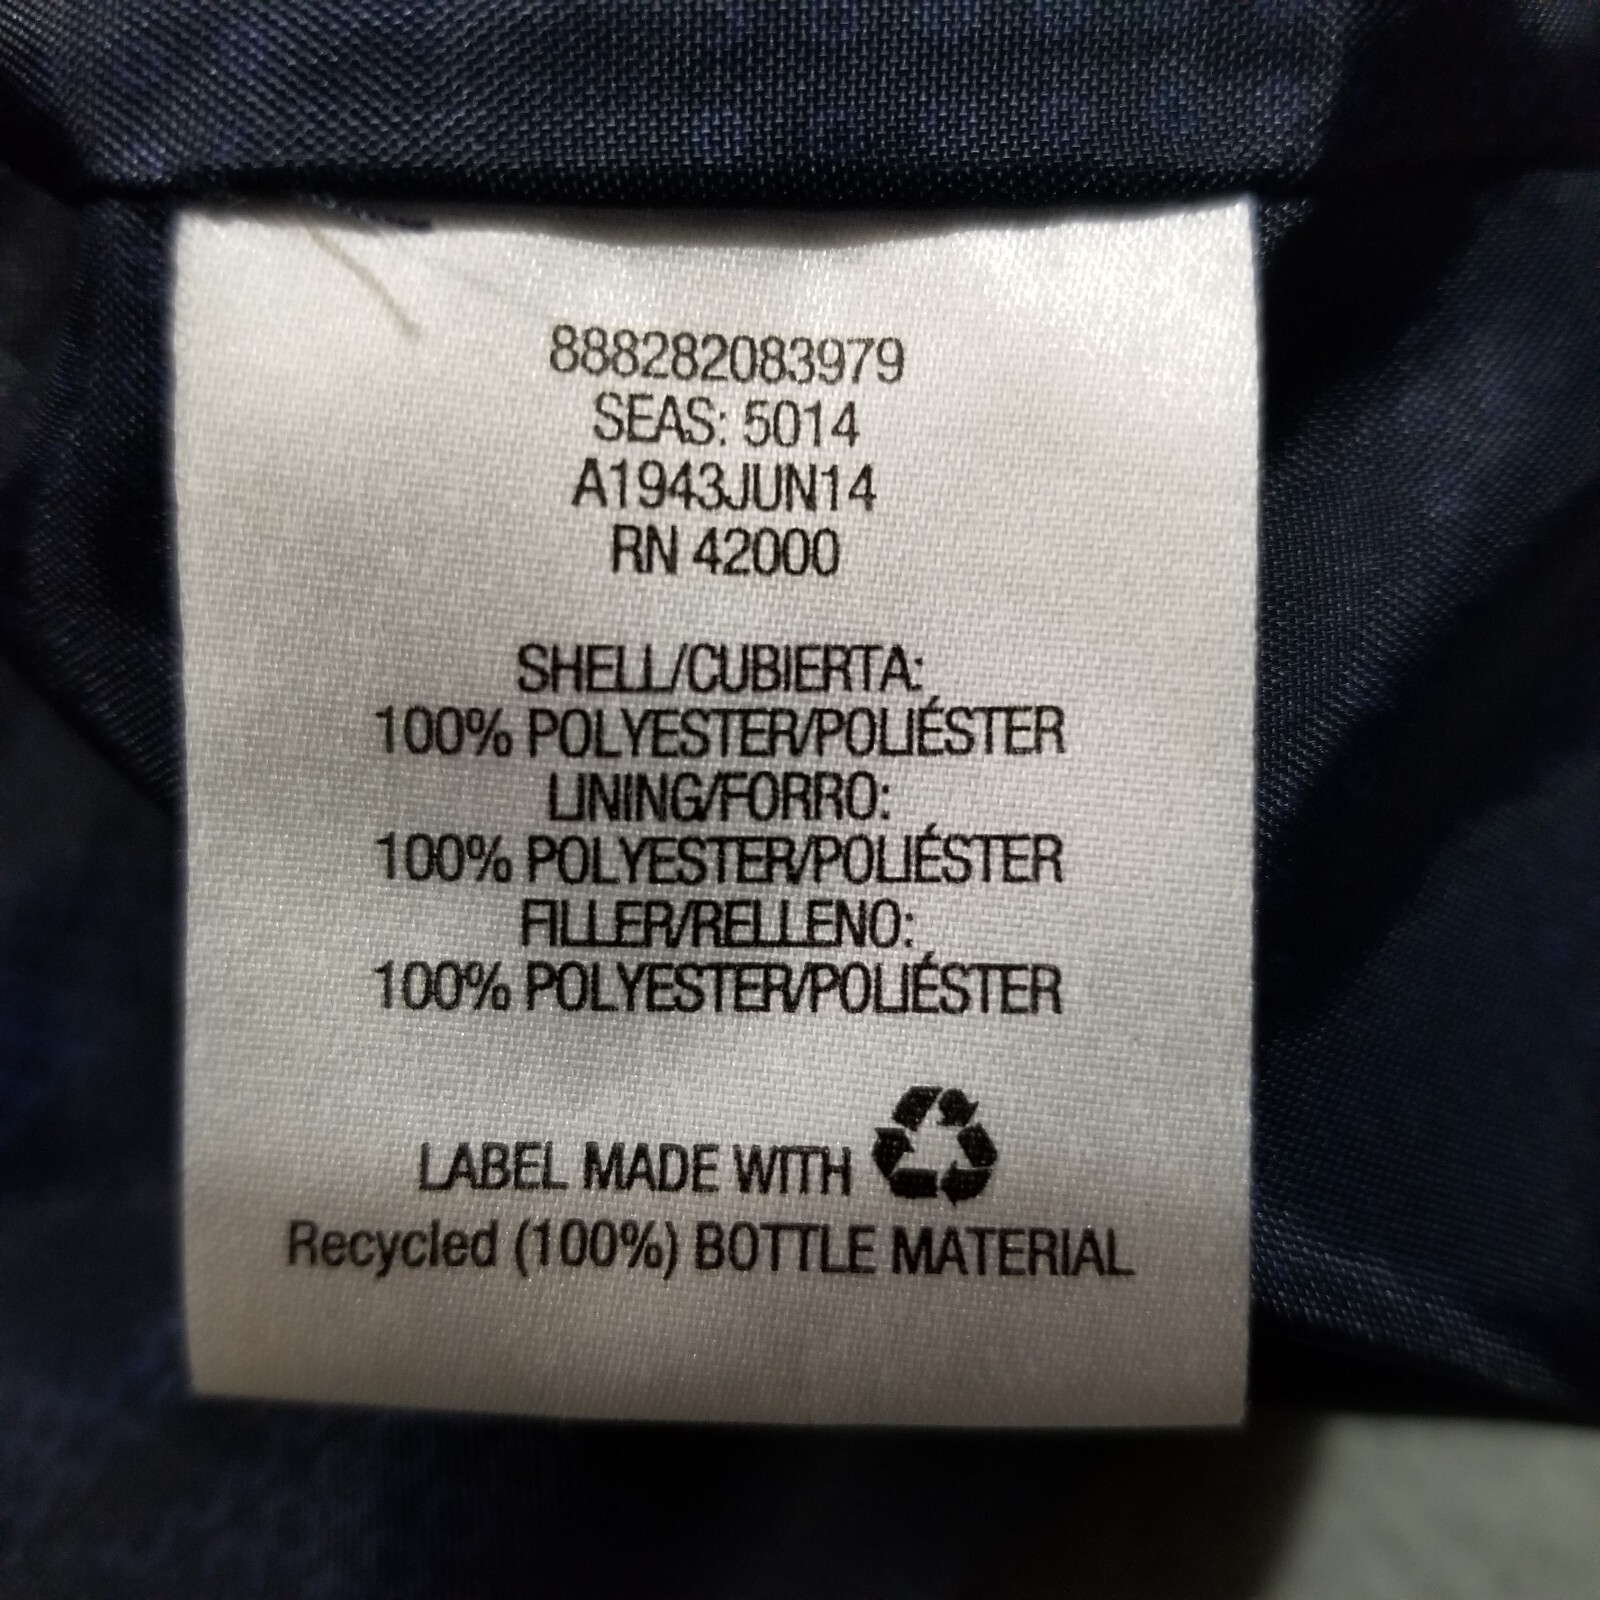 888282083979
SEAS: 5014
A1943JUN14
RN 42000
SHELL/CUBIERTA:
100% POLYESTER/POLIÉSTER
LINING/FORRO:
100% POLYESTER/POLIÉSTER
FILLER/RELLENO:
100% POLYESTER/POLIÉSTER
LABEL MADE WITH
Recycled (100%) BOTTLE MATERIAL